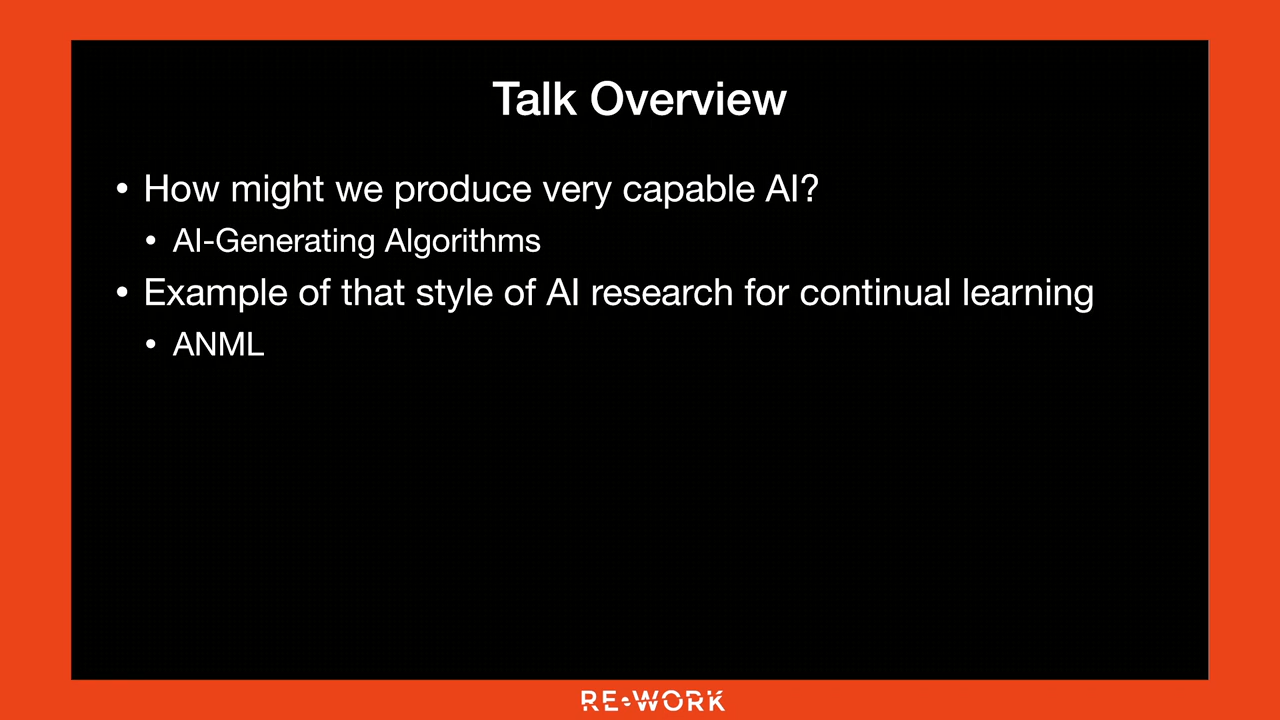 Talk Overview
• How might we produce very capable AI?
• AI-Generating Algorithms
• Example of that style of AI research for continual learning
• ANML
RE•WORK